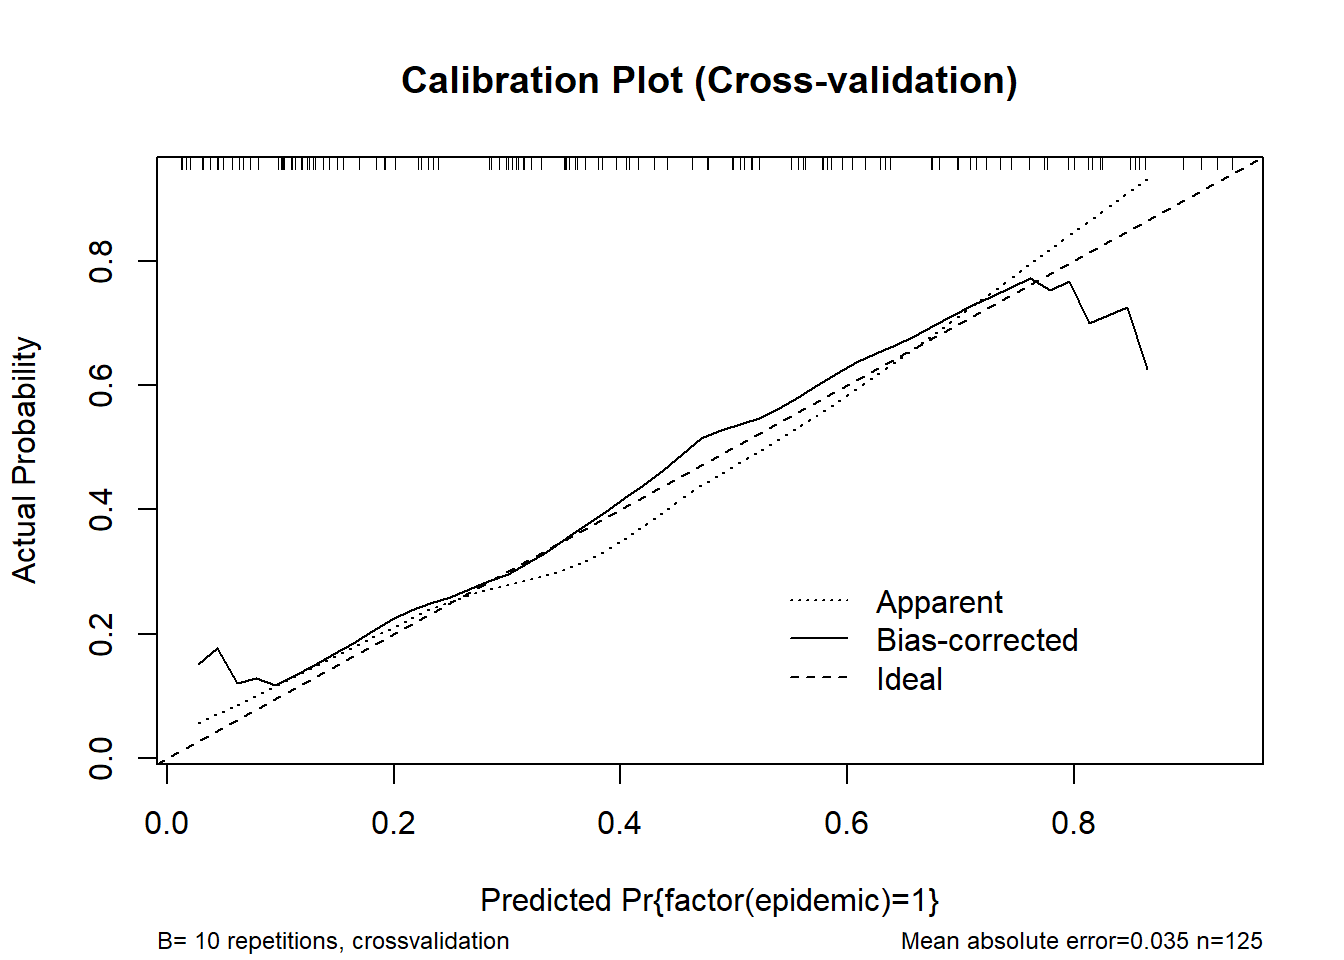 Calibration Plot (Cross-validation)
Actual Probability
0.8
0.6
0.4
0.2
0.0
Apparent
Bias-corrected
Ideal
0.0 0.2 0.4 0.6 0.8
Predicted Pr{factor(epidemic)=1}
B= 10 repetitions, crossvalidation
Mean absolute error=0.035 n=125